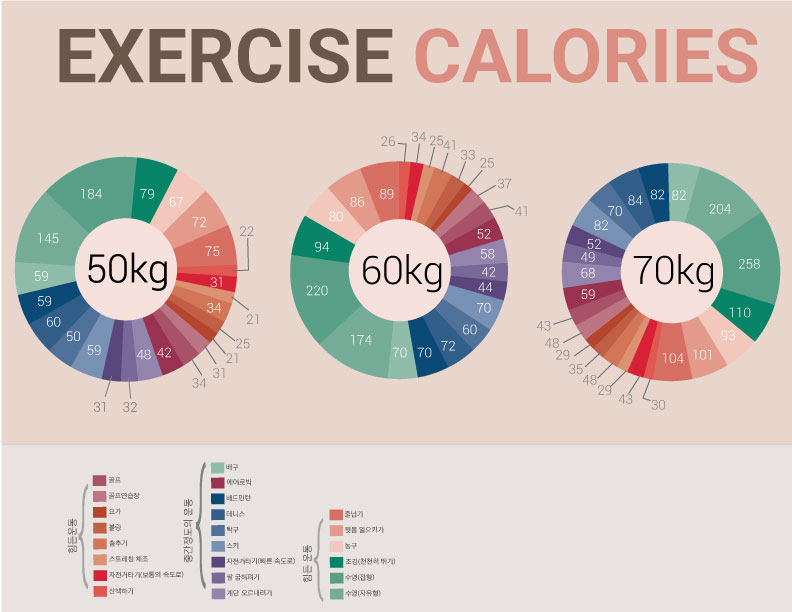 EXERCISE CALORIES
50kg
79
67
72
75
22
31
21
34
25
21
31
34
42
48
32
31
59
50
60
59
59
145
184
60kg
26
34
25
41
33
25
37
41
52
58
42
44
70
60
72
70
70
174
220
94
80
86
89
70kg
82
204
258
110
93
101
104
30
43
29
48
35
29
48
43
59
68
49
52
82
70
84
82
힘든운동
골프
골프연습장
요가
볼링
춤추기
스트레칭 체조
자전거타기(보통의 속도로)
산책하기
중간정도의 운동
배구
에어로빅
배드민턴
테니스
탁구
스키
자전거타기(빠른 속도로)
팔 굽혀펴기
계단 오르내리기
힘든 운동
줄넘기
윗몸 일으키기
농구
조깅(천천히 뛰기)
수영(접형)
수영(자유형)